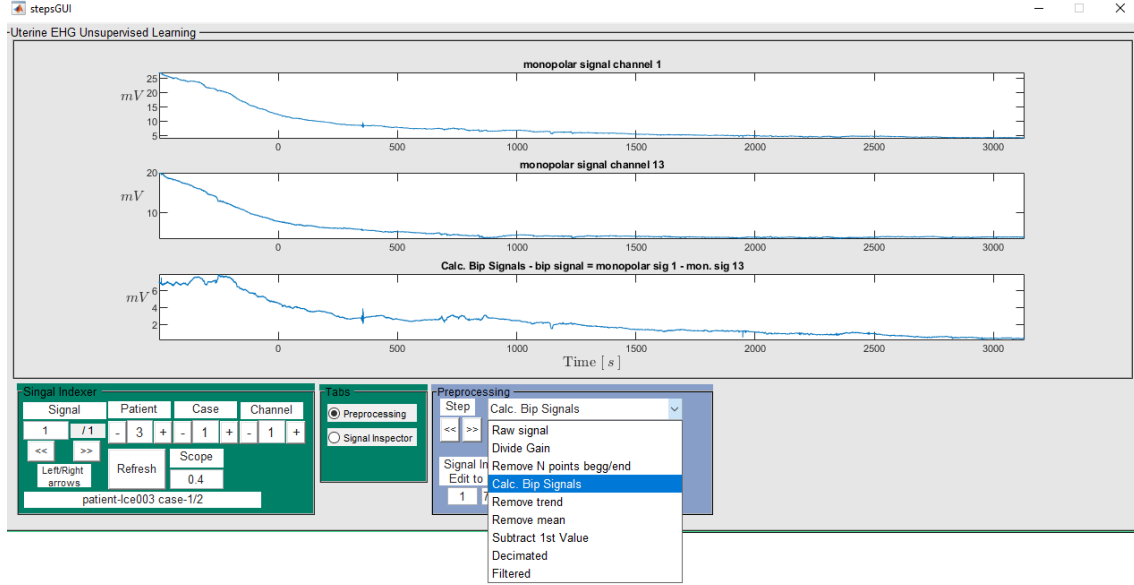 stepsGUI
Uterine EHG Unsupervised Learning
monopolar signal channel 1
mV
25
20
15
10
5
0 500 1000 1500 2000 2500 3000
monopolar signal channel 13
mV
20
10
0 500 1000 1500 2000 2500 3000
Calc. Bip Signals - bip signal = monopolar sig 1 - mon. sig 13
mV
6
4
2
0 500 1000 1500 2000 2500 3000
Time [ s ]
Singal Indexer
Signal Patient Case Channel
1 / 1 - 3 + - 1 + - 1 +
<< >>
Left/Right
arrows
Refresh
Scope
0.4
patient-Ice003 case-1/2
Tabs
Preprocessing
Signal Inspector
Preprocessing
Step Calc. Bip Signals
<< >>
Signal In
Edit to
1 7
Raw signal
Divide Gain
Remove N points begg/end
Calc. Bip Signals
Remove trend
Remove mean
Subtract 1st Value
Decimated
Filtered